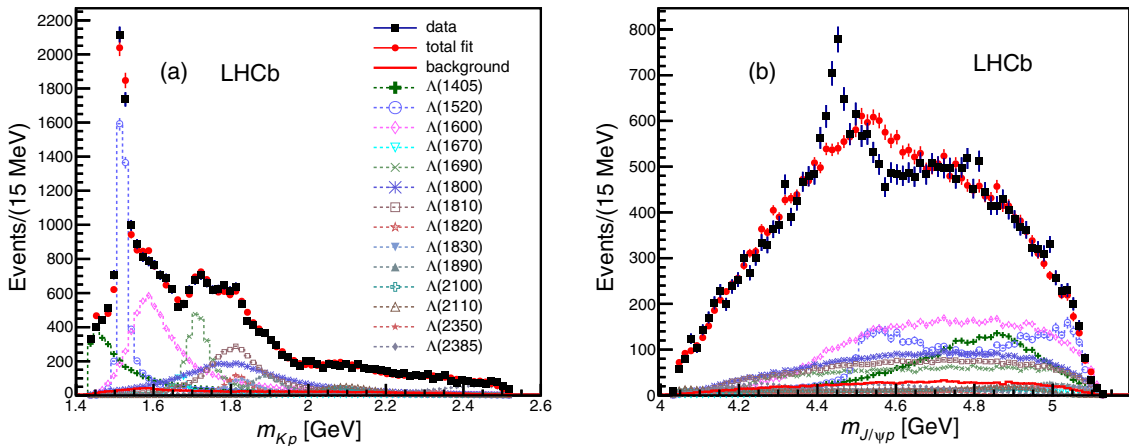 Events/(15 MeV)
2200
2000
1800
1600
1400
1200
1000
800
600
400
200
0
(a)
LHCb
data
total fit
background
Λ(1405)
Λ(1520)
Λ(1600)
Λ(1670)
Λ(1690)
Λ(1800)
Λ(1810)
Λ(1820)
Λ(1830)
Λ(1890)
Λ(2100)
Λ(2110)
Λ(2350)
Λ(2385)
1.4 1.6 1.8 2 2.2 2.4 2.6
m_{Kp} [GeV]
Events/(15 MeV)
800
700
600
500
400
300
200
100
0
(b)
LHCb
4 4.2 4.4 4.6 4.8 5
m_{J/ψp} [GeV]